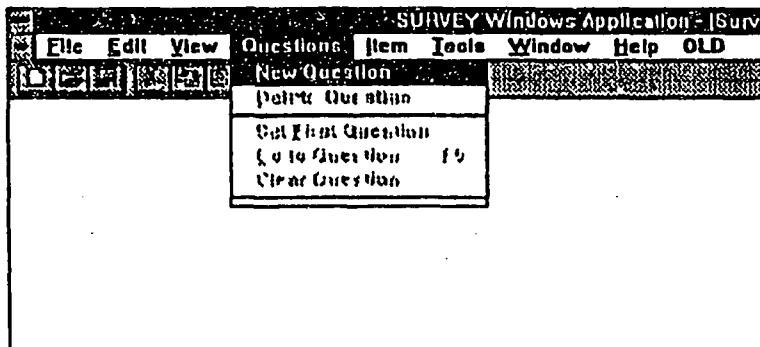 SURVEY Windows Application - [Surv
File Edit View Questions Item Tools Window Help OLD
New Question
Delete Question
Set First Question
Go to Question F5
Clear Question